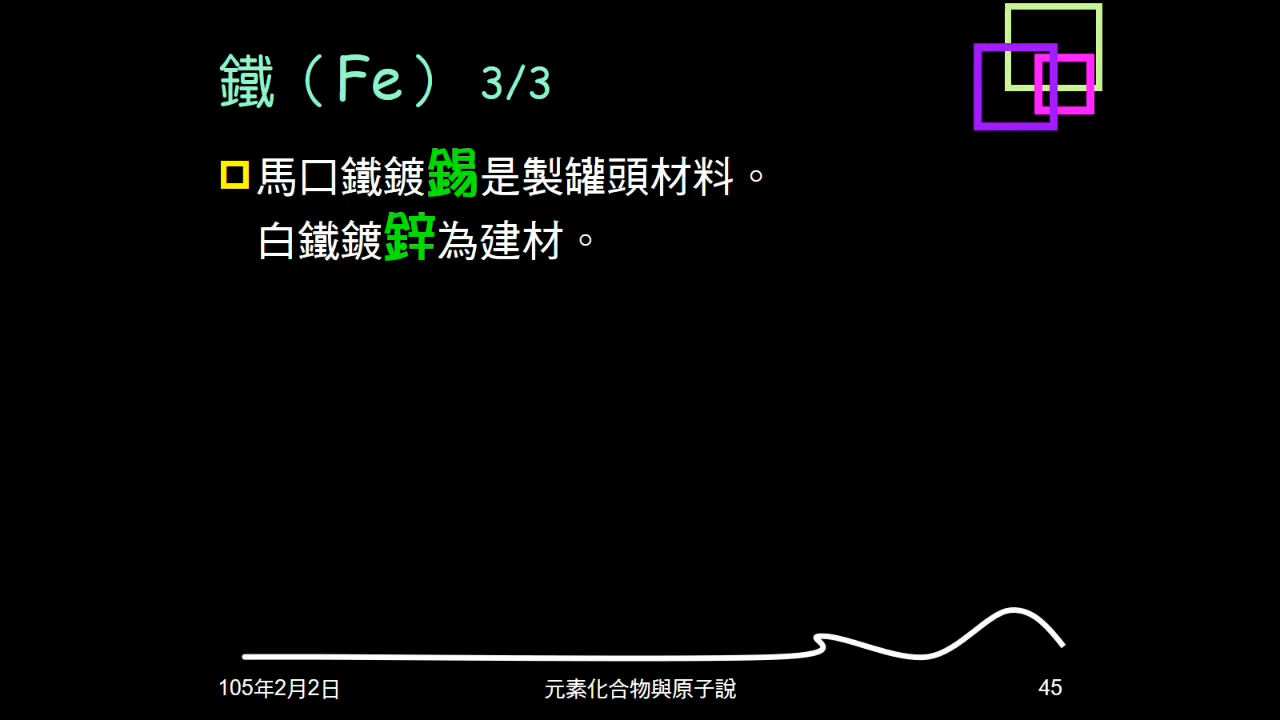 鐵（Fe） 3/3
馬口鐵鍍錫是製罐頭材料。
白鐵鍍鋅為建材。
105年2月2日
元素化合物與原子說
45